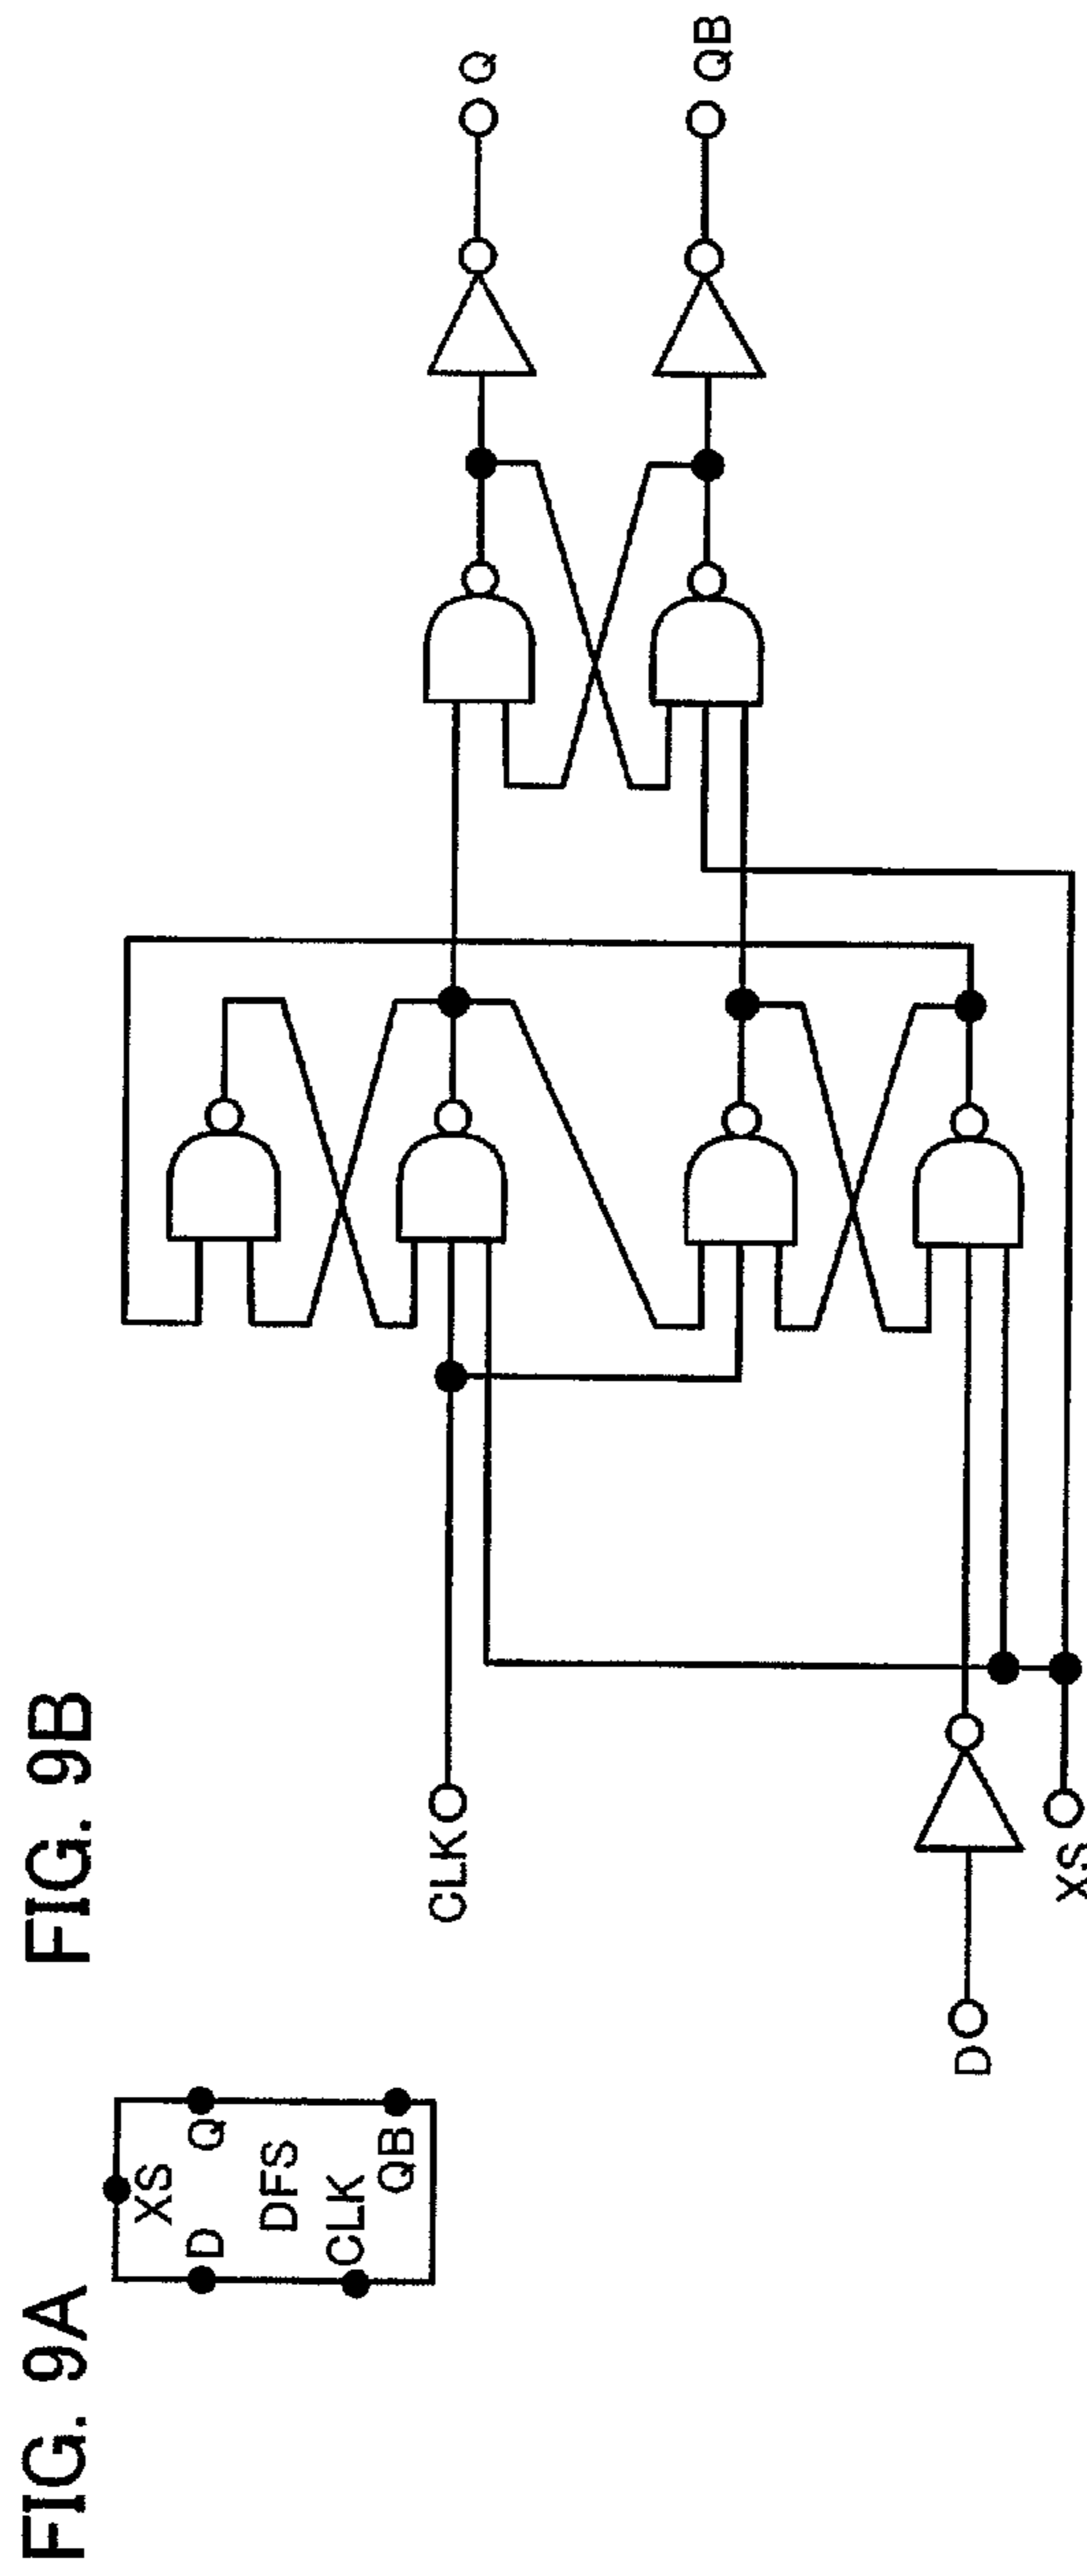 FIG. 9A
XS
D
Q
DFS
CLK
QB
FIG. 9B
CLK
D
XS
Q
QB